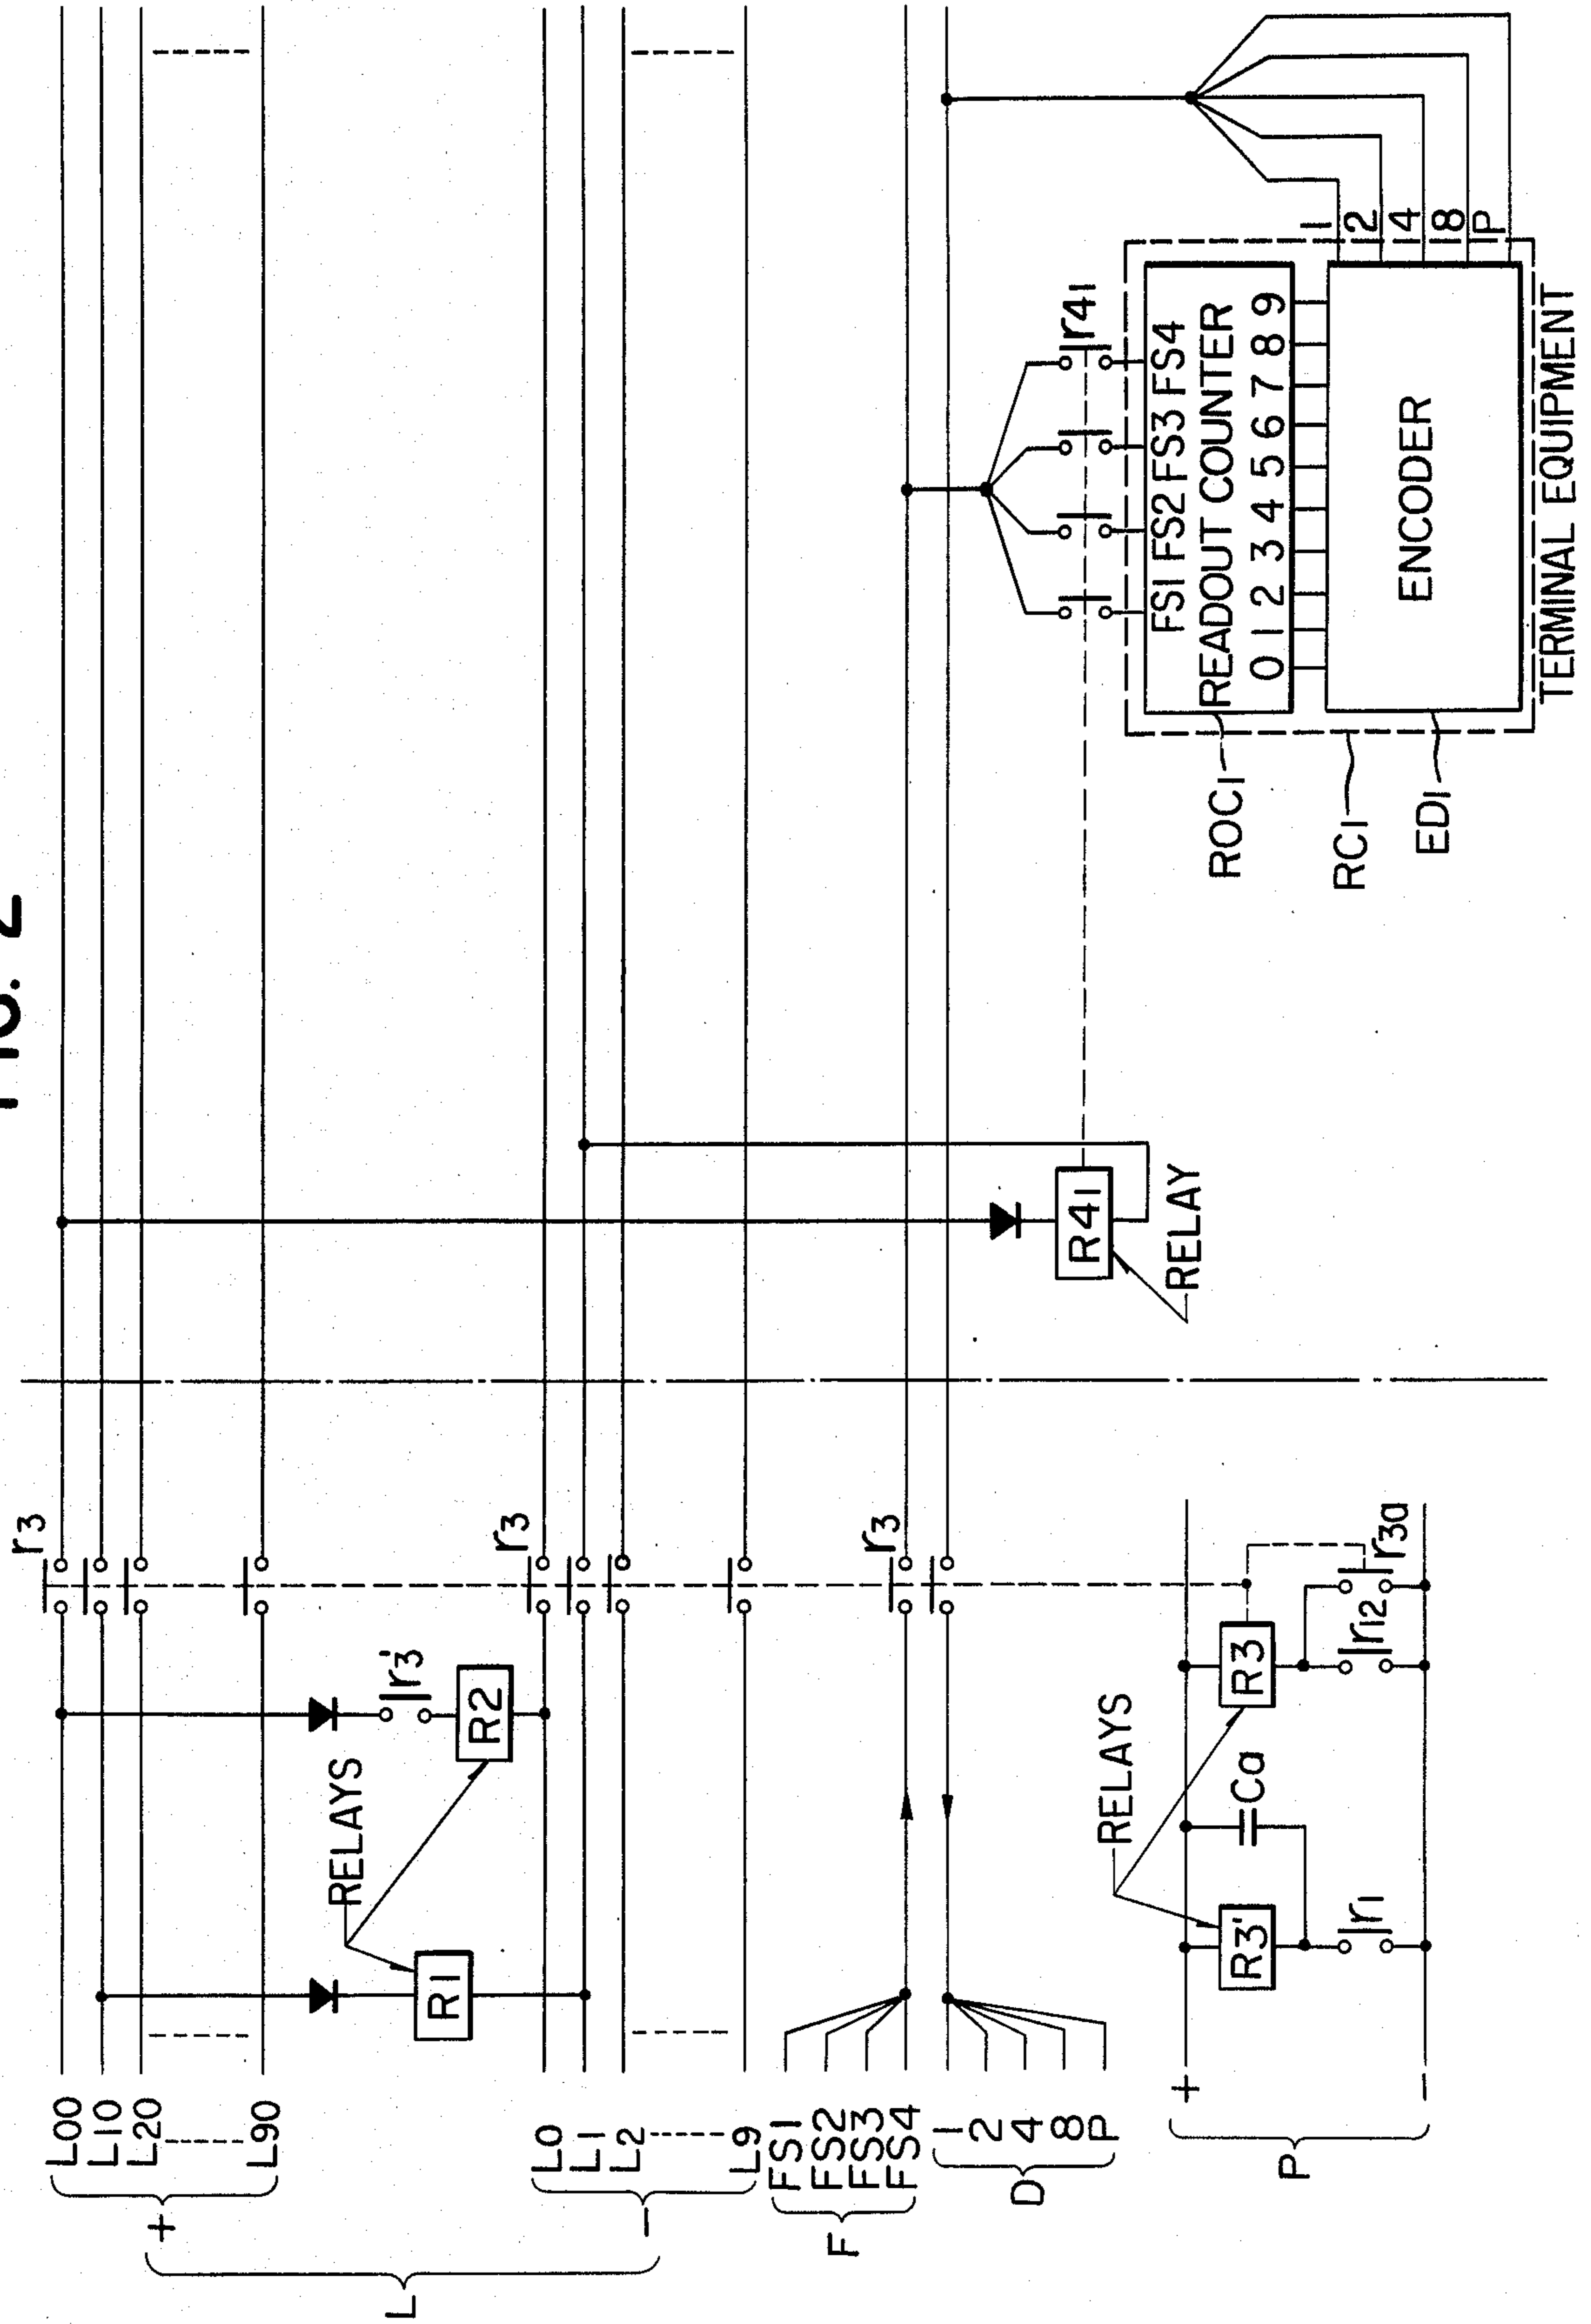 FIG. 2
L
+
L00
L10
L20
L90
-
L0
L1
L2
L9
F
FS1
FS2
FS3
FS4
D
1
2
4
8
P
P
+
-
R1
RELAYS
R2
r3'
r3
r3
r3
RELAYS
R3'
r1
Ca
R3
r12
r3a
R41
RELAY
r41
FS1 FS2 FS3 FS4
READOUT COUNTER
0 1 2 3 4 5 6 7 8 9
ENCODER
1
2
4
8
P
ROC1
RC1
ED1
TERMINAL EQUIPMENT